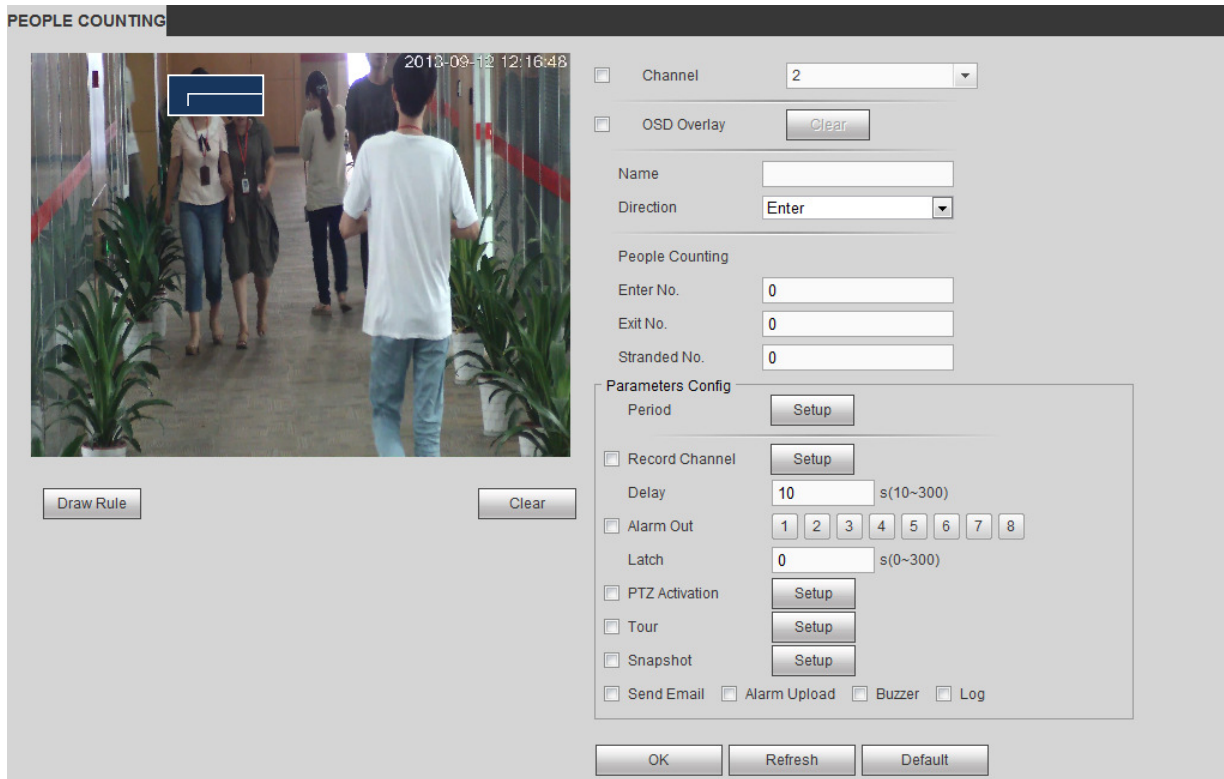 PEOPLE COUNTING
2013-09-12 12:16:48
Channel 2
OSD Overlay Clear
Name
Direction Enter
People Counting
Enter No. 0
Exit No. 0
Stranded No. 0
Parameters Config
Period Setup
Record Channel Setup
Delay 10 s(10~300)
Alarm Out 1 2 3 4 5 6 7 8
Latch 0 s(0~300)
PTZ Activation Setup
Tour Setup
Snapshot Setup
Send Email Alarm Upload Buzzer Log
Draw Rule Clear
OK Refresh Default